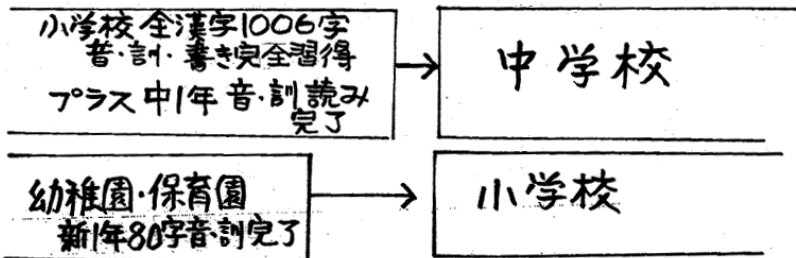 小学校全漢字1006字
音・訓・書き完全習得
プラス中1年音・訓読み
完了
中学校
幼稚園・保育園
新1年80字音・訓完了
小学校